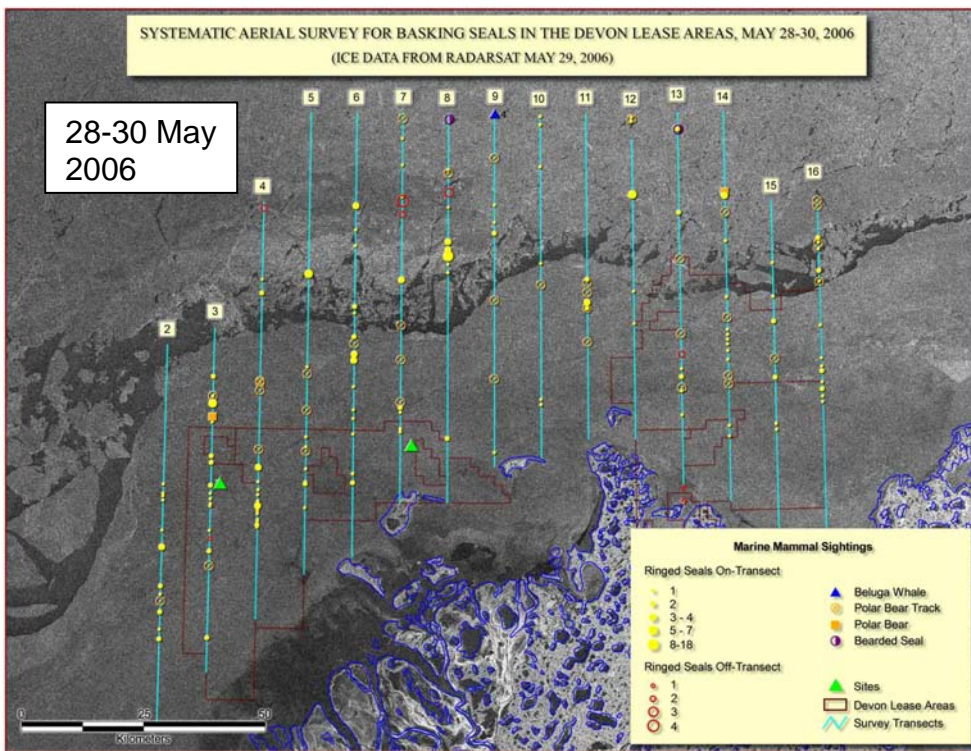 SYSTEMATIC AERIAL SURVEY FOR BASKING SEALS IN THE DEVON LEASE AREAS, MAY 28-30, 2006
(ICE DATA FROM RADARSAT MAY 29, 2006)
28-30 May
2006
5
6
7
8
9
10
11
12
13
14
4
4
15
16
3
2
Marine Mammal Sightings
Ringed Seals On-Transect
1
2
3 - 4
5 - 7
8-18
Ringed Seals Off-Transect
1
2
3
4
Beluga Whale
Polar Bear Track
Polar Bear
Bearded Seal
Sites
Devon Lease Areas
Survey Transects
0
25
50
Kilometers